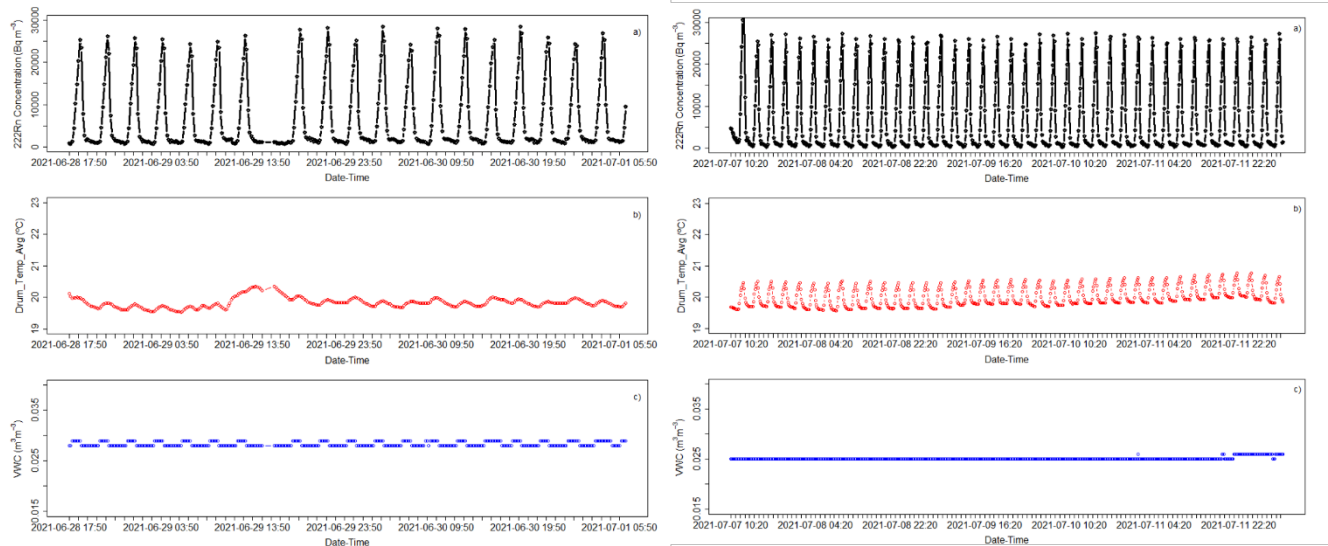 a)
222Rn Concentration (Bq m⁻³)
30000
20000
10000
0
2021-06-28 17:50 2021-06-29 03:50 2021-06-29 13:50 2021-06-29 23:50 2021-06-30 09:50 2021-06-30 19:50 2021-07-01 05:50
Date-Time
b)
Drum_Temp_Avg (ºC)
23
22
21
20
19
2021-06-28 17:50 2021-06-29 03:50 2021-06-29 13:50 2021-06-29 23:50 2021-06-30 09:50 2021-06-30 19:50 2021-07-01 05:50
Date-Time
c)
VWC (m³m⁻³)
0.035
0.025
0.015
2021-06-28 17:50 2021-06-29 03:50 2021-06-29 13:50 2021-06-29 23:50 2021-06-30 09:50 2021-06-30 19:50 2021-07-01 05:50
Date-Time
a)
222Rn Concentration (Bq m⁻³)
30000
20000
10000
0
2021-07-07 10:20 2021-07-08 04:20 2021-07-08 22:20 2021-07-09 16:20 2021-07-10 10:20 2021-07-11 04:20 2021-07-11 22:20
Date-Time
b)
Drum_Temp_Avg (ºC)
23
22
21
20
19
2021-07-07 10:20 2021-07-08 04:20 2021-07-08 22:20 2021-07-09 16:20 2021-07-10 10:20 2021-07-11 04:20 2021-07-11 22:20
Date-Time
c)
VWC (m³m⁻³)
0.035
0.025
0.015
2021-07-07 10:20 2021-07-08 04:20 2021-07-08 22:20 2021-07-09 16:20 2021-07-10 10:20 2021-07-11 04:20 2021-07-11 22:20
Date-Time